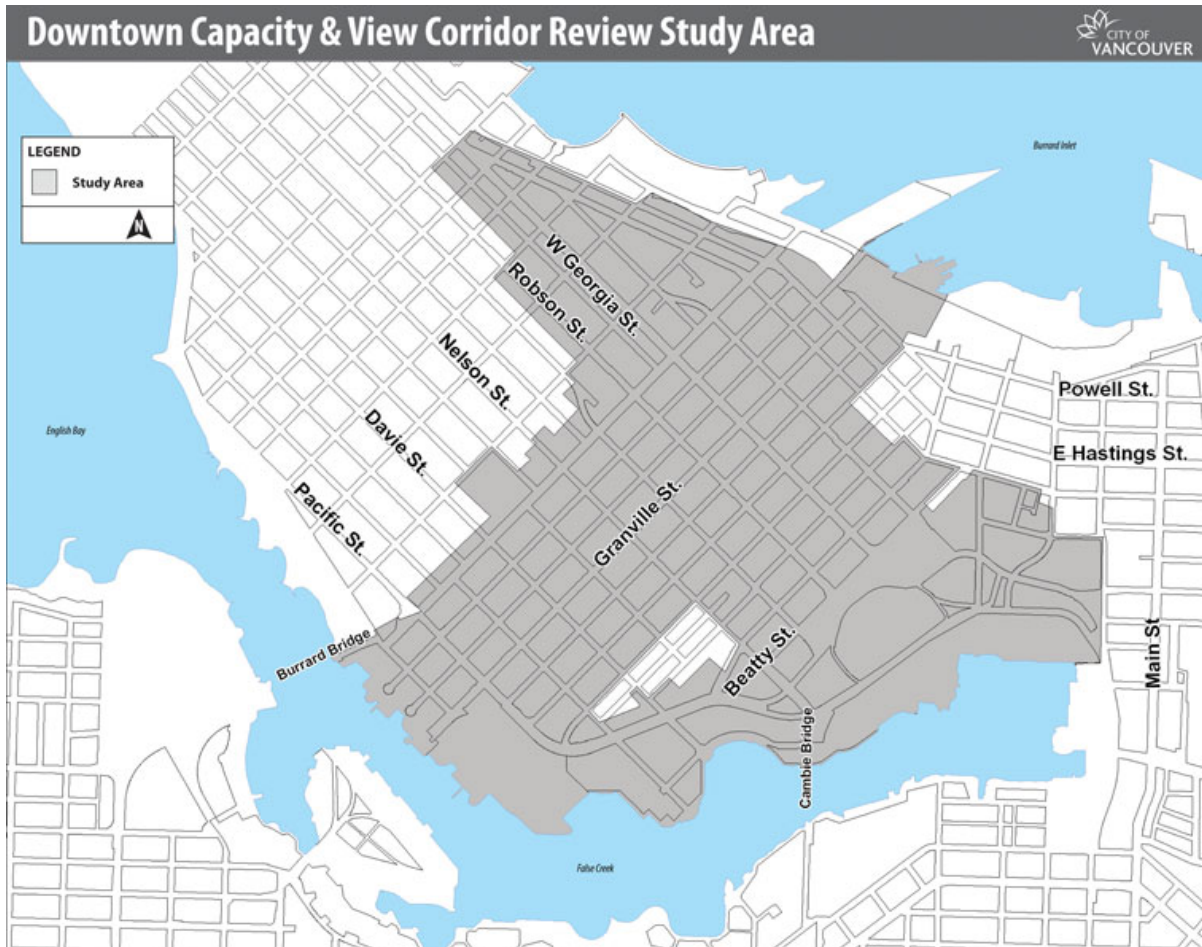 Downtown Capacity & View Corridor Review Study Area
CITY OF
VANCOUVER
LEGEND
Study Area
N
Burrard Inlet
W Georgia St.
Robson St.
Nelson St.
Davie St.
Pacific St.
English Bay
Powell St.
E Hastings St.
Granville St.
Burrard Bridge
Beatty St.
Main St
Cambie Bridge
False Creek